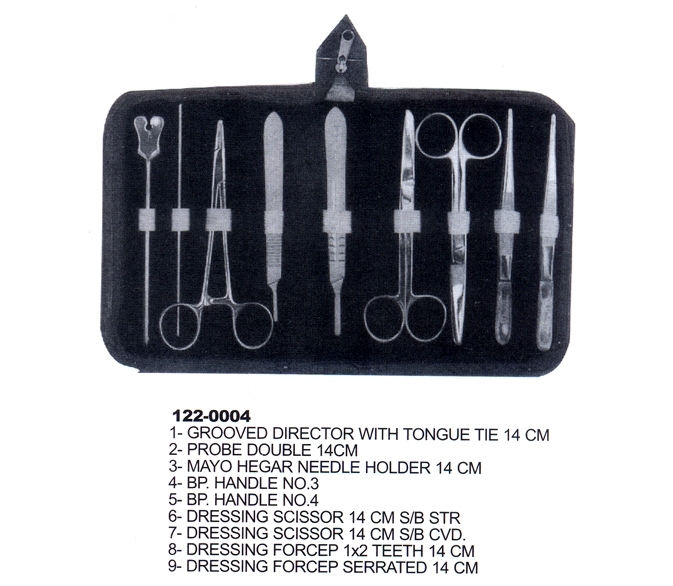 122-0004
1- GROOVED DIRECTOR WITH TONGUE TIE 14 CM
2- PROBE DOUBLE 14CM
3- MAYO HEGAR NEEDLE HOLDER 14 CM
4- BP. HANDLE NO.3
5- BP. HANDLE NO.4
6- DRESSING SCISSOR 14 CM S/B STR
7- DRESSING SCISSOR 14 CM S/B CVD.
8- DRESSING FORCEP 1x2 TEETH 14 CM
9- DRESSING FORCEP SERRATED 14 CM